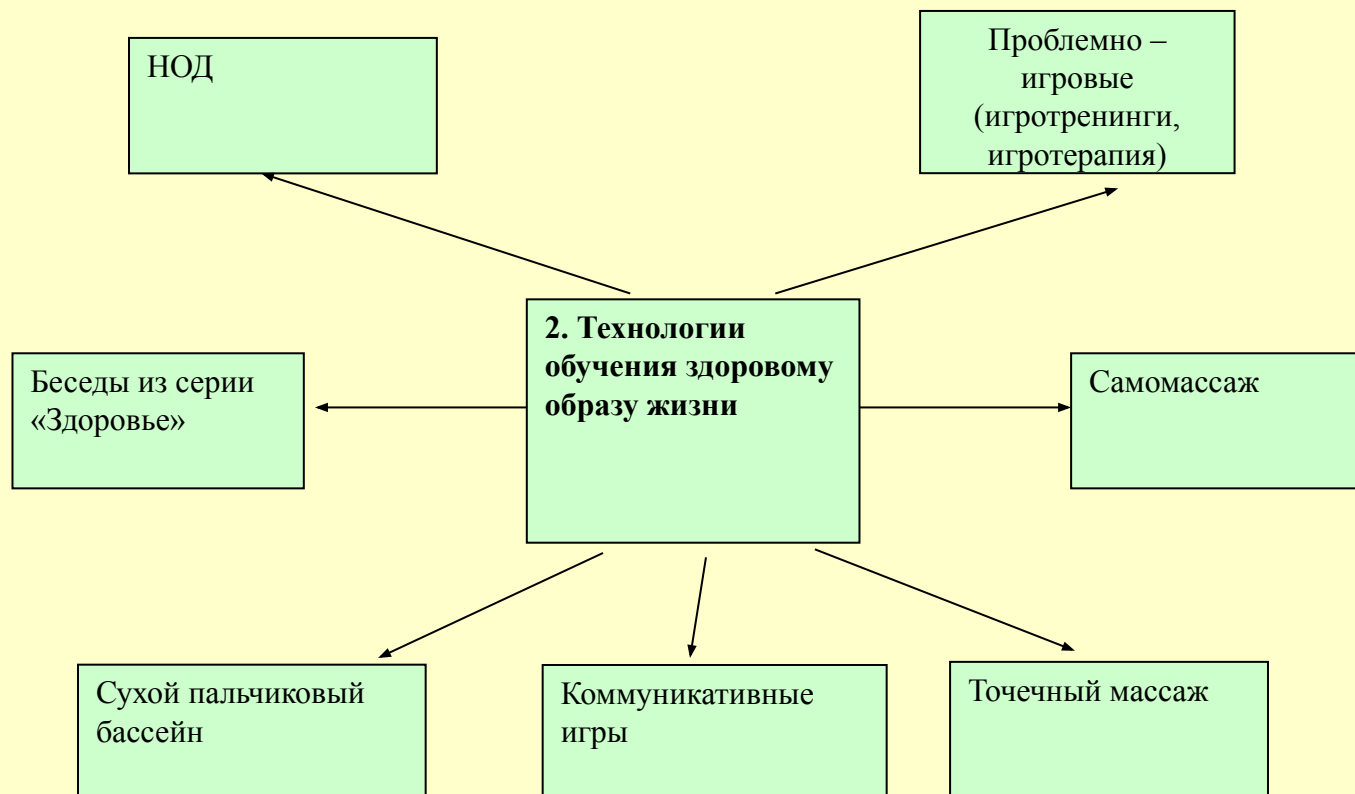 НОД
Проблемно –
игровые
(игротренинги,
игротерапия)
2. Технологии
обучения здоровому
образу жизни
Беседы из серии
«Здоровье»
Самомассаж
Сухой пальчиковый
бассейн
Коммуникативные
игры
Точечный массаж